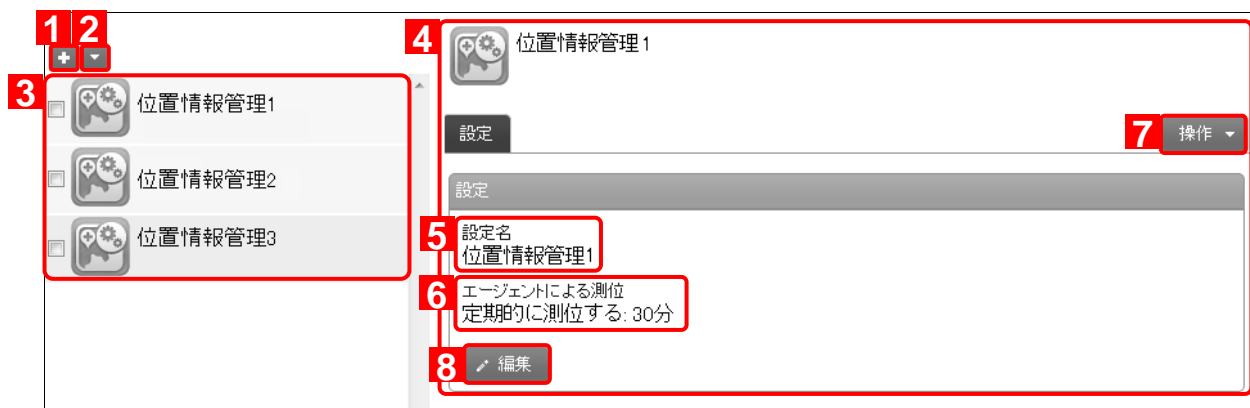 1 2
3
位置情報管理1
位置情報管理2
位置情報管理3
4
位置情報管理1
設定
7
操作
設定
5
設定名
位置情報管理1
6
エージェントによる測位
定期的に測位する: 30分
8
編集